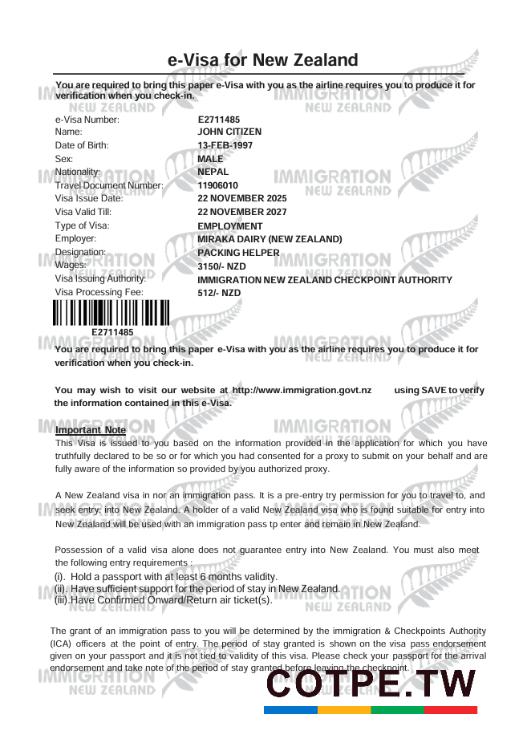 e-Visa for New Zealand
You are required to bring this paper e-Visa with you as the airline requires you to produce it for
verification when you check-in.
e-Visa Number: E2711485
Name: JOHN CITIZEN
Date of Birth: 13-FEB-1997
Sex: MALE
Nationality: NEPAL
Travel Document Number: 11906010
Visa Issue Date: 22 NOVEMBER 2025
Visa Valid Till: 22 NOVEMBER 2027
Type of Visa: EMPLOYMENT
Employer: MIRAKA DAIRY (NEW ZEALAND)
Designation: PACKING HELPER
Wages: 3150/- NZD
Visa Issuing Authority: IMMIGRATION NEW ZEALAND CHECKPOINT AUTHORITY
Visa Processing Fee: 512/- NZD
E2711485
You are required to bring this paper e-Visa with you as the airline requires you to produce it for
verification when you check-in.
You may wish to visit our website at http://www.immigration.govt.nz using SAVE to verify
the information contained in this e-Visa.
Important Note
This Visa is issued to you based on the information provided in the application for which you have
truthfully declared to be so or for which you had consented for a proxy to submit on your behalf and are
fully aware of the information so provided by you authorized proxy.
A New Zealand visa in nor an immigration pass. It is a pre-entry try permission for you to travel to, and
seek entry, into New Zealand. A holder of a valid New Zealand visa who is found suitable for entry into
New Zealand will be used with an immigration pass tp enter and remain in New Zealand.
Possession of a valid visa alone does not guarantee entry into New Zealand. You must also meet
the following entry requirements :
(i). Hold a passport with at least 6 months validity.
(ii). Have sufficient support for the period of stay in New Zealand.
(iii).Have Confirmed Onward/Return air ticket(s).
The grant of an immigration pass to you will be determined by the immigration & Checkpoints Authority
(ICA) officers at the point of entry. The period of stay granted is shown on the visa pass endorsement
given on your passport and it is not tied to validity of this visa. Please check your passport for the arrival
endorsement and take note of the period of stay granted before leaving the checkpoint.
IMMIGRATION
NEW ZEALAND
COTPE.TW